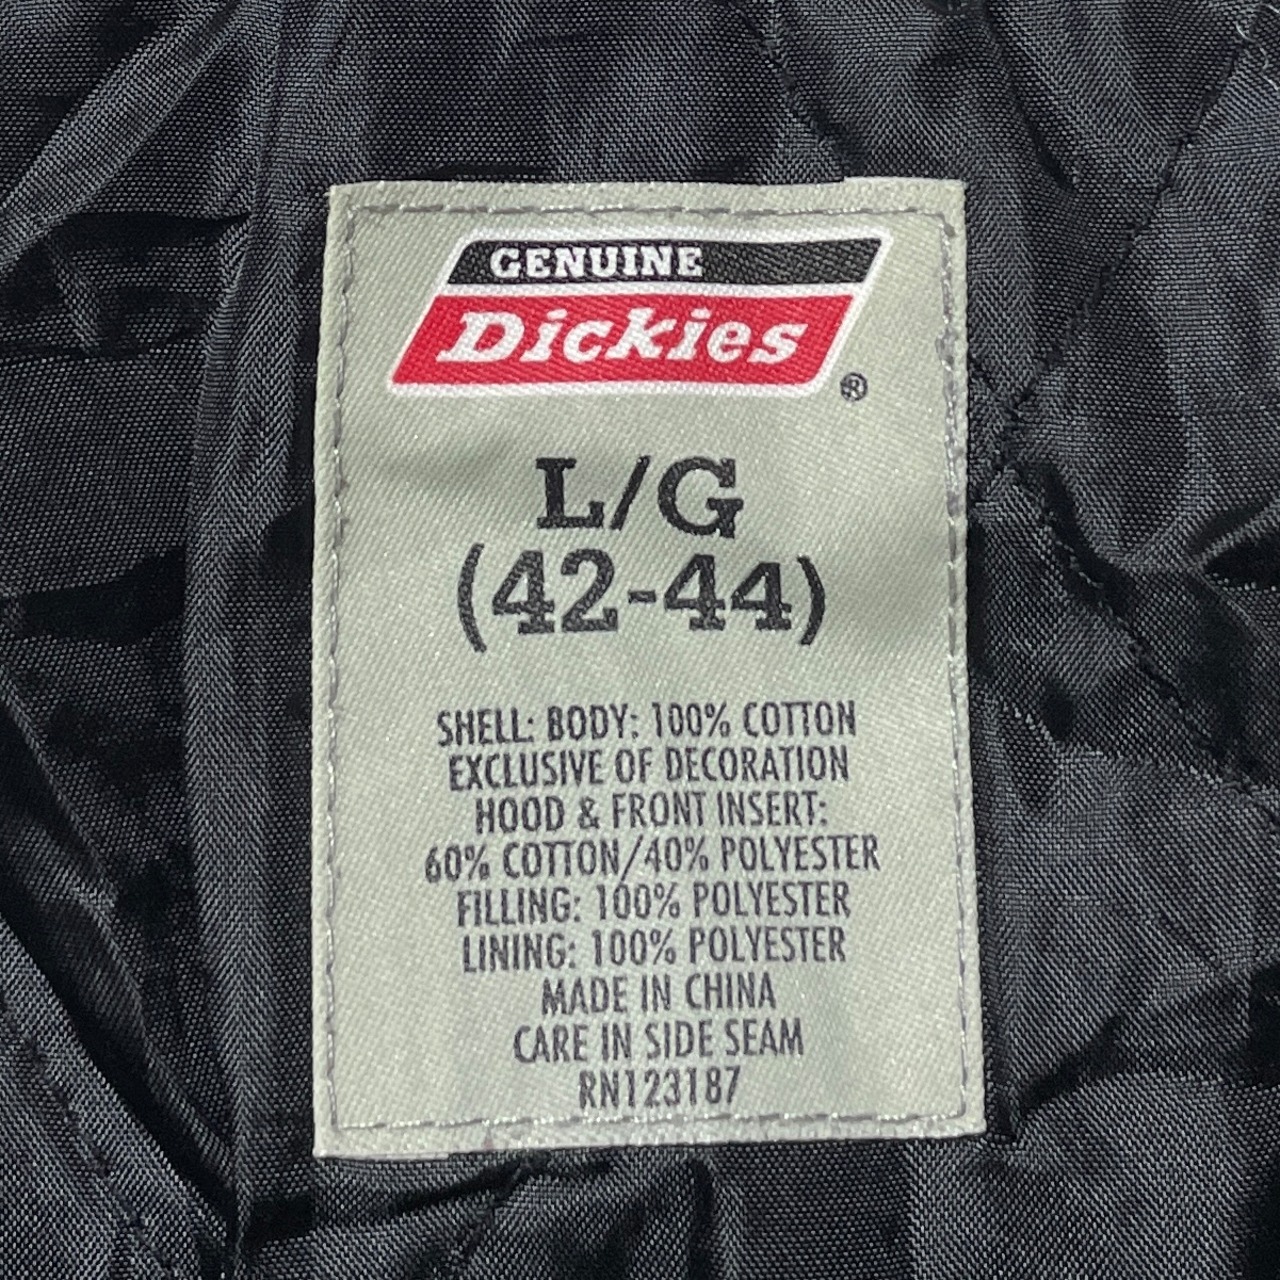 GENUINE
Dickies
®
L/G
(42-44)
SHELL: BODY: 100% COTTON
EXCLUSIVE OF DECORATION
HOOD & FRONT INSERT:
60% COTTON/40% POLYESTER
FILLING: 100% POLYESTER
LINING: 100% POLYESTER
MADE IN CHINA
CARE IN SIDE SEAM
RN123187